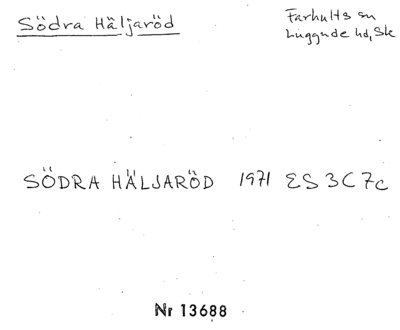 Södra Häljaröd
Farhults sn
Luggude hd, Sk
SÖDRA HÄLJARÖD 1971 ES 3C 7c
Nr 13688